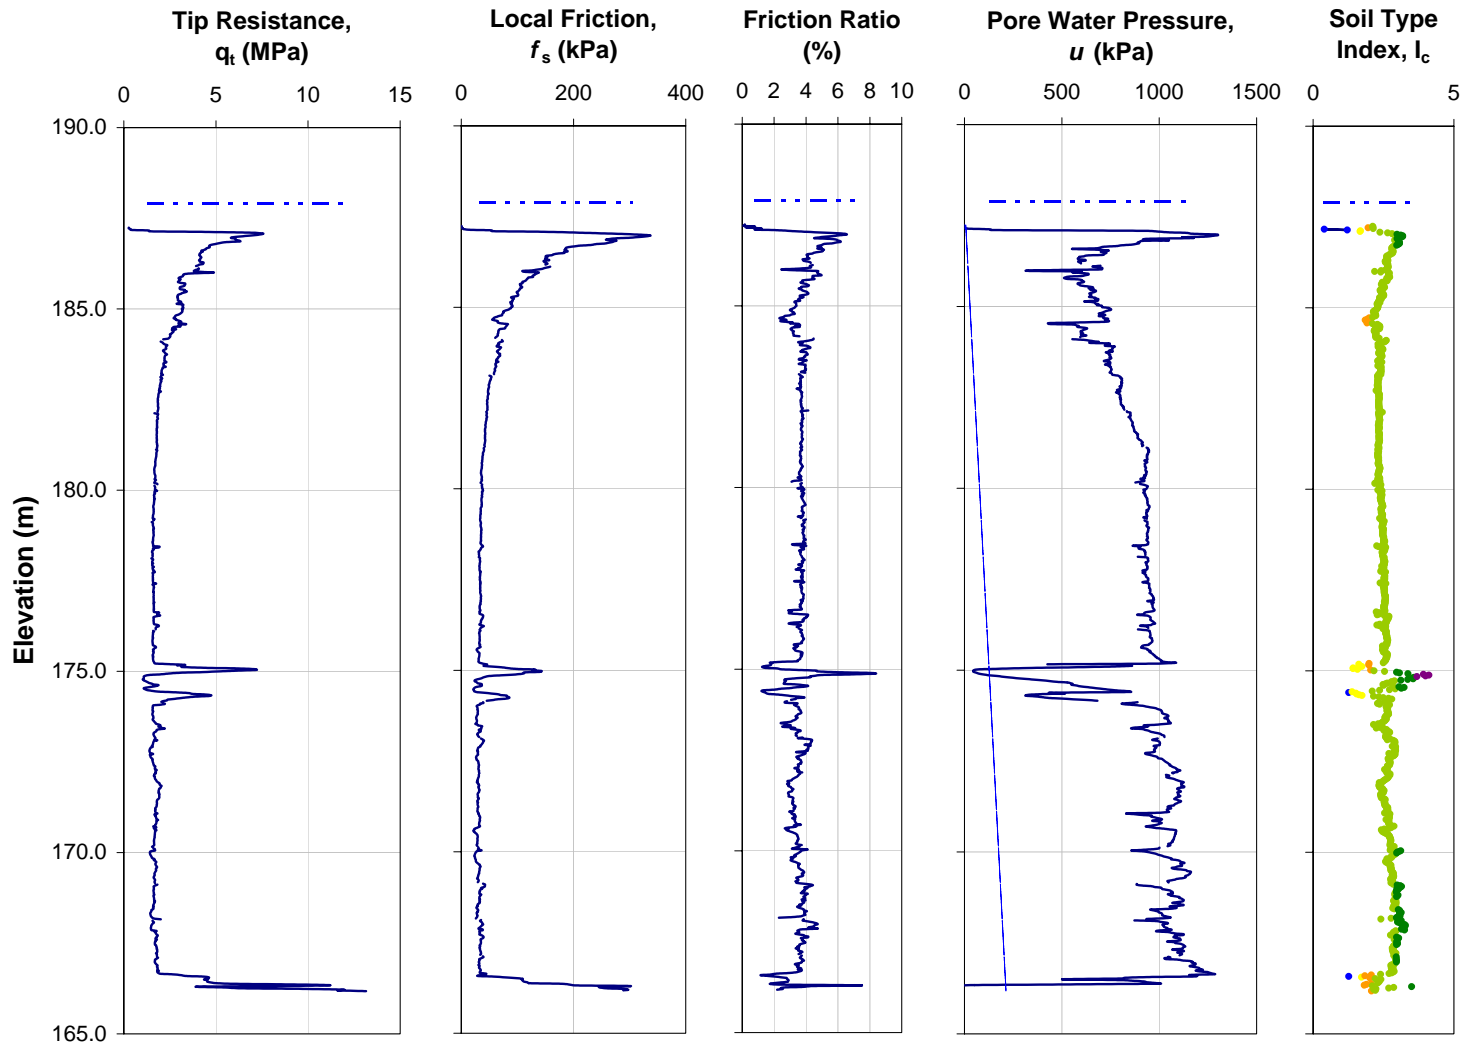 Tip Resistance,
qt (MPa)
Local Friction,
fs (kPa)
Friction Ratio
(%)
Pore Water Pressure,
u (kPa)
Soil Type
Index, Ic
0 5 10 15
0 200 400
0 2 4 6 8 10
0 500 1000 1500
0 5
190.0
185.0
180.0
175.0
170.0
165.0
Elevation (m)